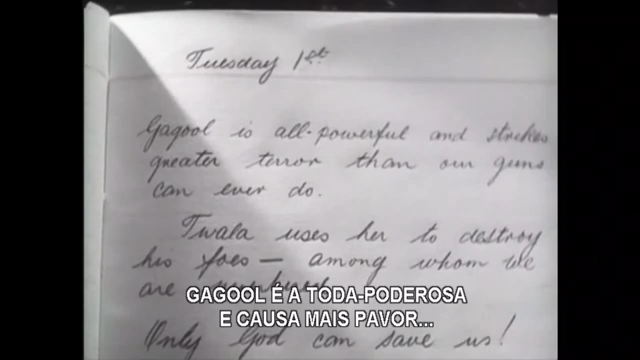 Tuesday 1st
Gagool is all-powerful and strikes
greater terror than our guns
can ever do.
Twala uses her to destroy
his foes — among whom we
are
GAGOOL É A TODA-PODEROSA
E CAUSA MAIS PAVOR...
Only God can save us!